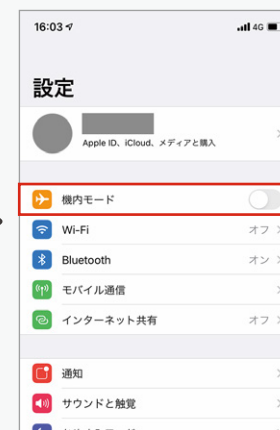 16:03
4G
設定
Apple ID、iCloud、メディアと購入
機内モード
Wi-Fi オフ
Bluetooth オン
モバイル通信
インターネット共有 オフ
通知
サウンドと触覚